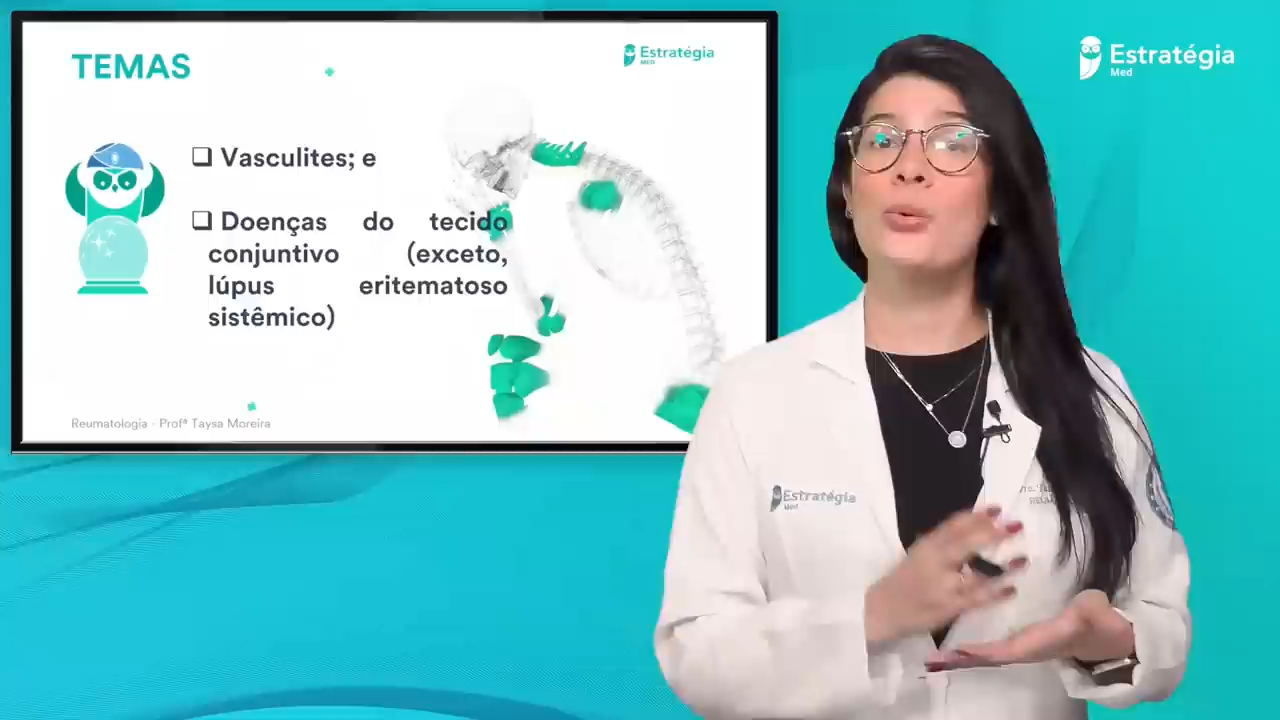 TEMAS
Estratégia
MED
❑ Vasculites; e
❑ Doenças do tecido
conjuntivo (exceto,
lúpus eritematoso
sistêmico)
Reumatologia - Profª Taysa Moreira
Estratégia
Med
Estratégia
Med